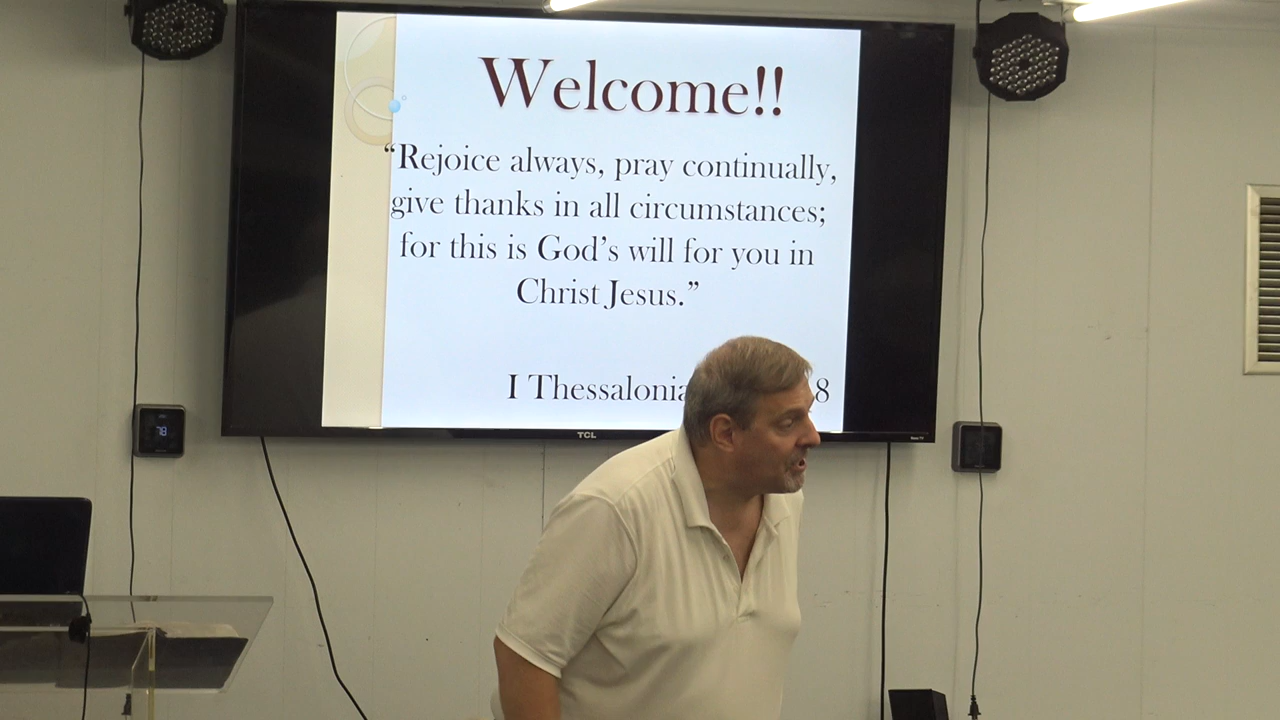 Welcome!!
“Rejoice always, pray continually,
give thanks in all circumstances;
for this is God’s will for you in
Christ Jesus.”
I Thessalonia 8
TCL
78